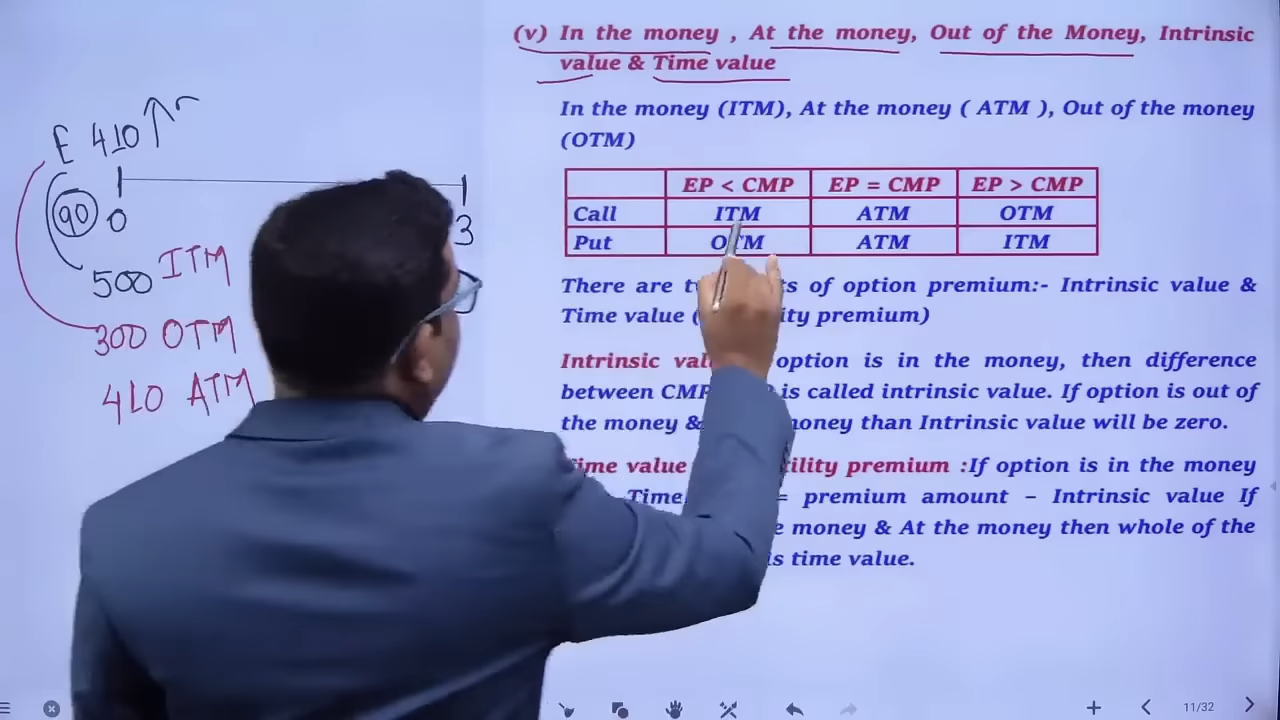 (v) In the money , At the money, Out of the Money, Intrinsic
value & Time value
In the money (ITM), At the money ( ATM ), Out of the money
(OTM)
EP < CMP EP = CMP EP > CMP
Call ITM ATM OTM
Put OTM ATM ITM
There are of option premium:- Intrinsic value &
Time value ( premium)
Intrinsic option is in the money, then difference
between CMP is called intrinsic value. If option is out of
the money & than Intrinsic value will be zero.
Time value premium :If option is in the money
Time = premium amount – Intrinsic value If
money & At the money then whole of the
is time value.
E 410
90 0 3
500 ITM
300 OTM
410 ATM
11/32